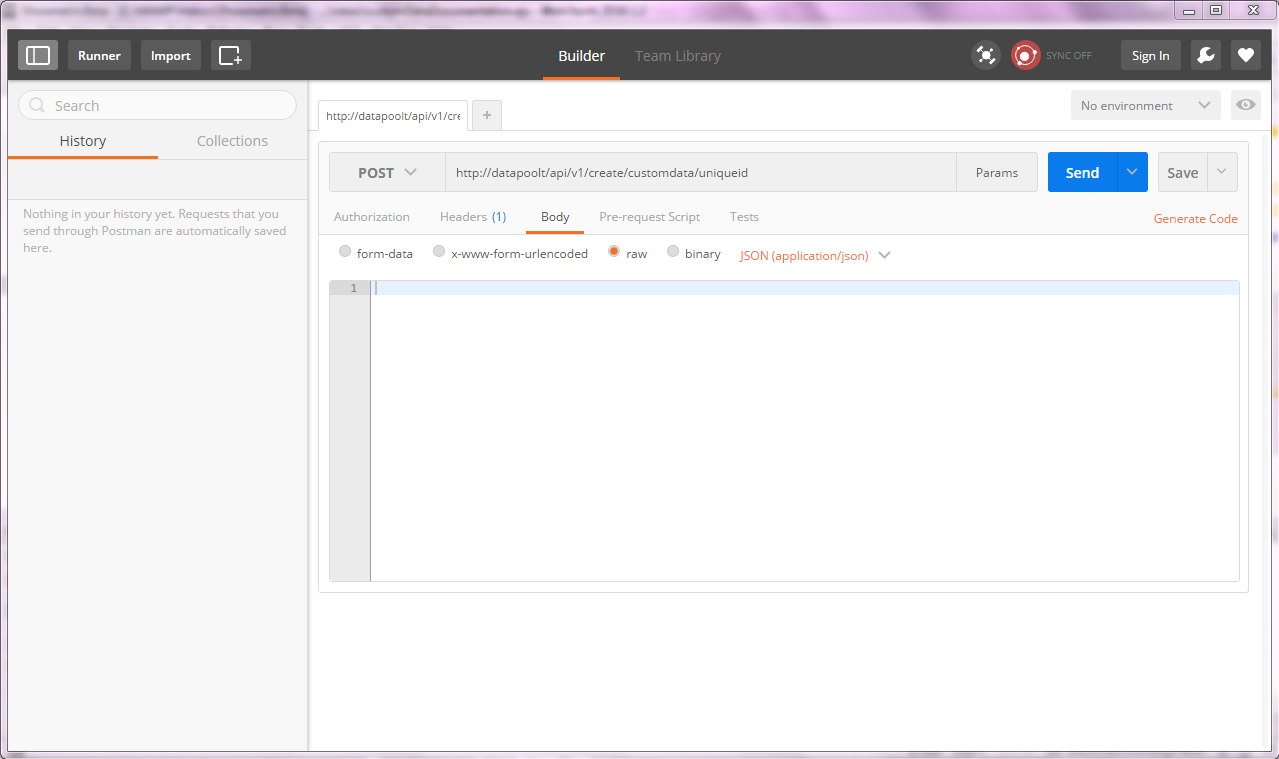 Runner
Import
Builder
Team Library
SYNC OFF
Sign In
Search
History
Collections
Nothing in your history yet. Requests that you
send through Postman are automatically saved
here.
http://datapoolt/api/v1/cre
+
No environment
POST
http://datapoolt/api/v1/create/customdata/uniqueid
Params
Send
Save
Authorization
Headers (1)
Body
Pre-request Script
Tests
Generate Code
form-data
x-www-form-urlencoded
raw
binary
JSON (application/json)
1